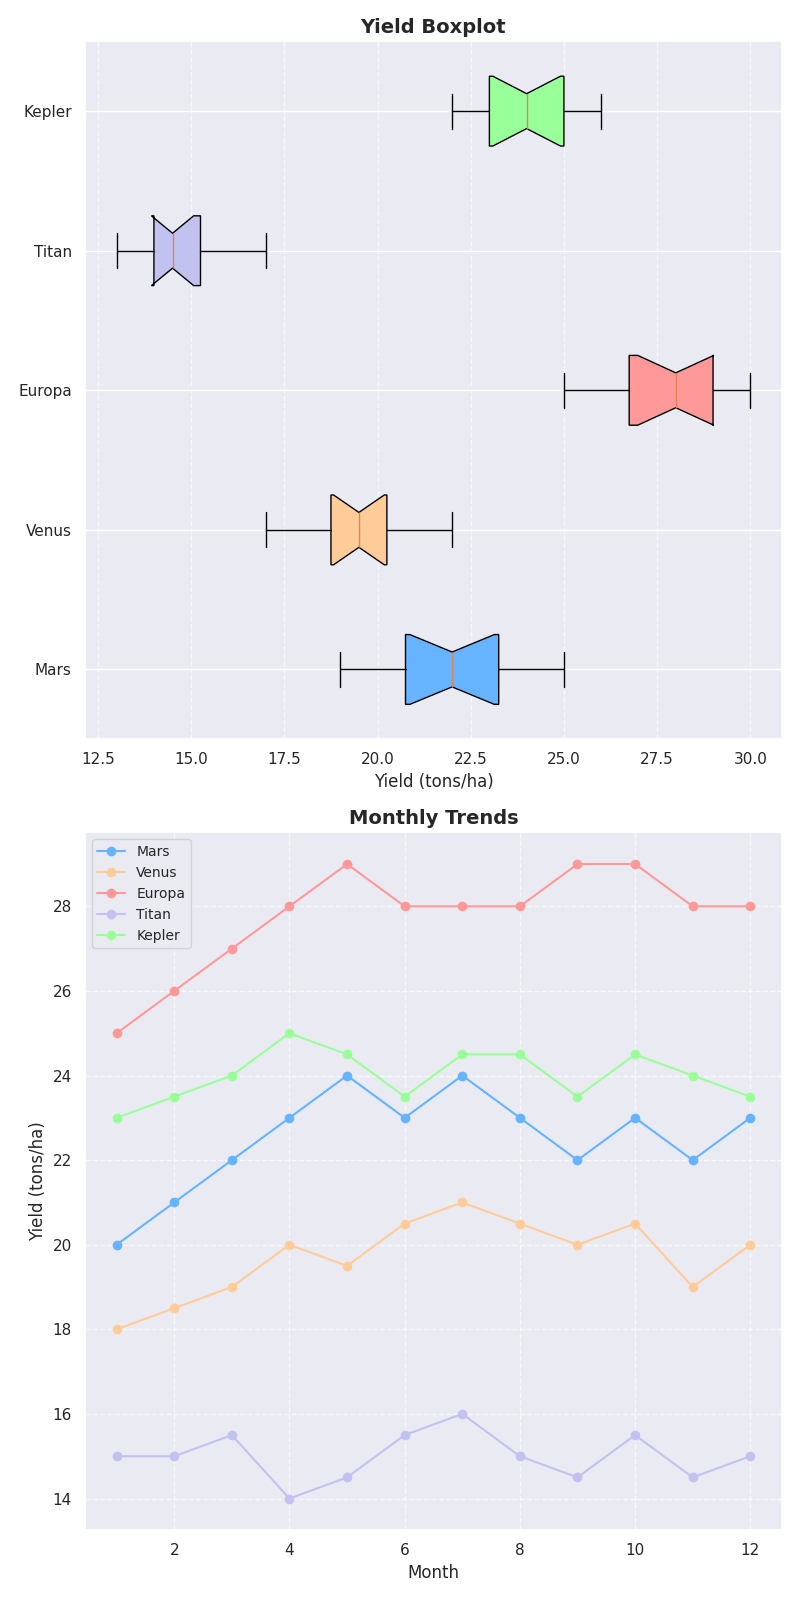 Yield Boxplot
Kepler
Titan
Europa
Venus
Mars
12.5 15.0 17.5 20.0 22.5 25.0 27.5 30.0
Yield (tons/ha)
Monthly Trends
Mars
Venus
Europa
Titan
Kepler
28
26
24
22
20
18
16
14
Yield (tons/ha)
2 4 6 8 10 12
Month